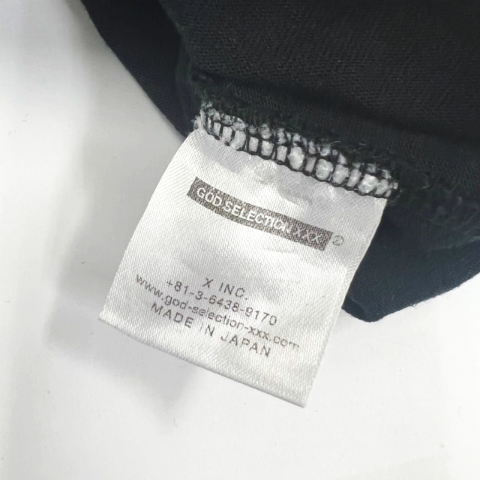 GOD SELECTION XXX ®
X INC.
+81-3-6438-9170
www.god-selection-xxx.com
MADE IN JAPAN